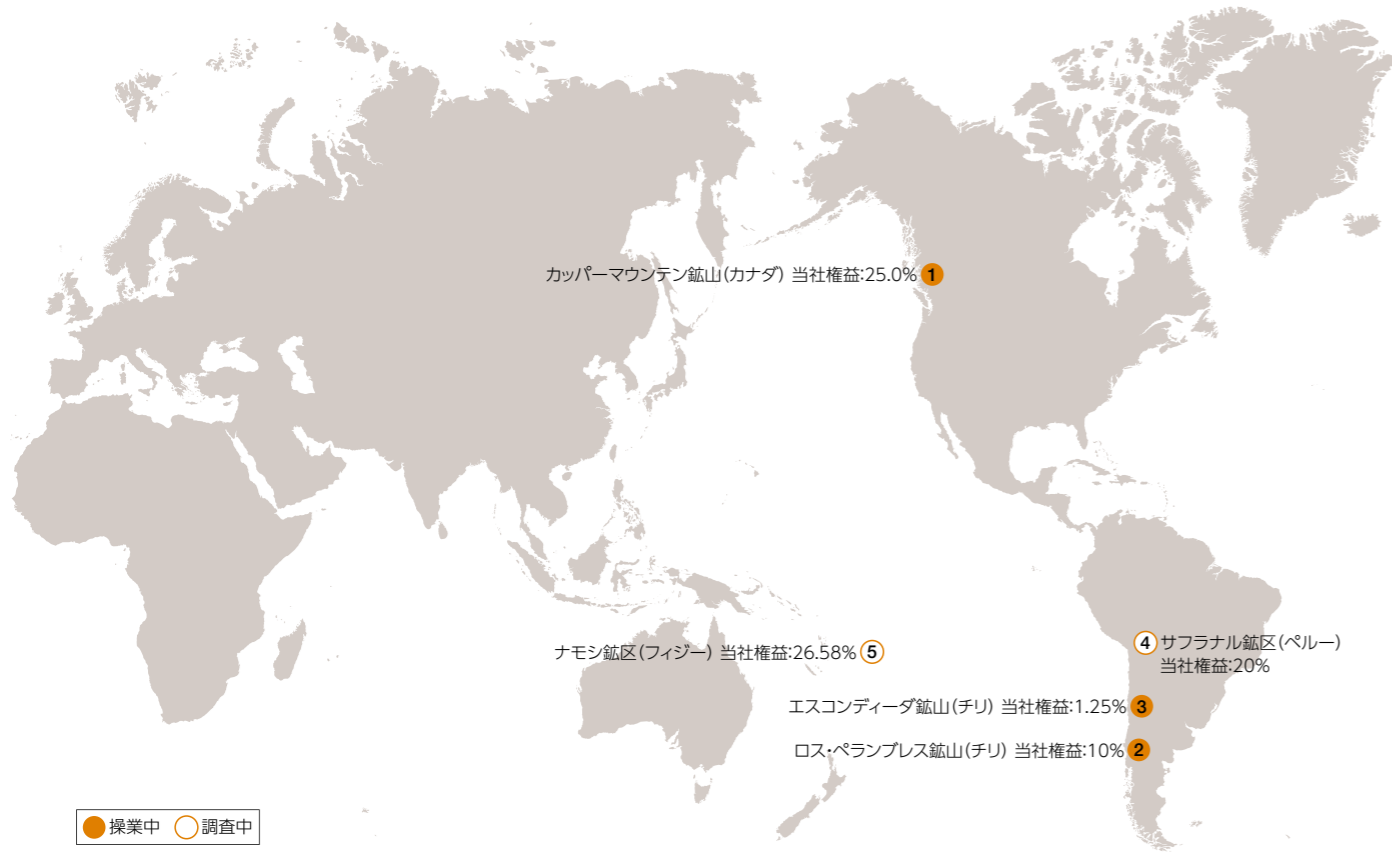 カッパーマウンテン鉱山(カナダ) 当社権益:25.0% 1
ナモシ鉱区(フィジー) 当社権益:26.58% 5
4 サフラナル鉱区(ペルー)
当社権益:20%
エスコンディーダ鉱山(チリ) 当社権益:1.25% 3
ロス・ペランブレス鉱山(チリ) 当社権益:10% 2
操業中 調査中